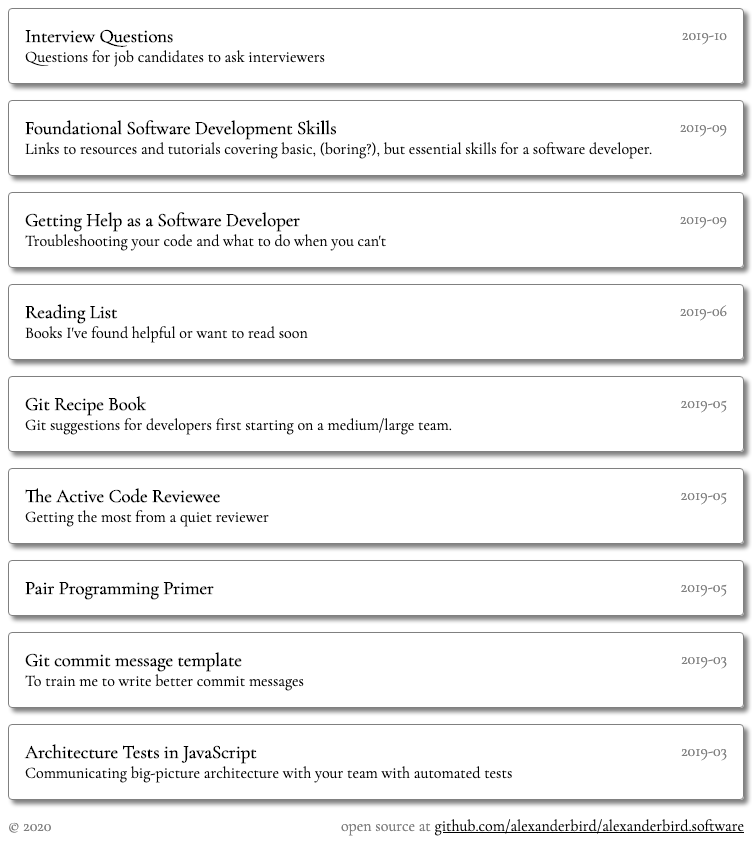 Interview Questions 2019-10
Questions for job candidates to ask interviewers
Foundational Software Development Skills 2019-09
Links to resources and tutorials covering basic, (boring?), but essential skills for a software developer.
Getting Help as a Software Developer 2019-09
Troubleshooting your code and what to do when you can't
Reading List 2019-06
Books I've found helpful or want to read soon
Git Recipe Book 2019-05
Git suggestions for developers first starting on a medium/large team.
The Active Code Reviewee 2019-05
Getting the most from a quiet reviewer
Pair Programming Primer 2019-05
Git commit message template 2019-03
To train me to write better commit messages
Architecture Tests in JavaScript 2019-03
Communicating big-picture architecture with your team with automated tests
© 2020 open source at github.com/alexanderbird/alexanderbird.software